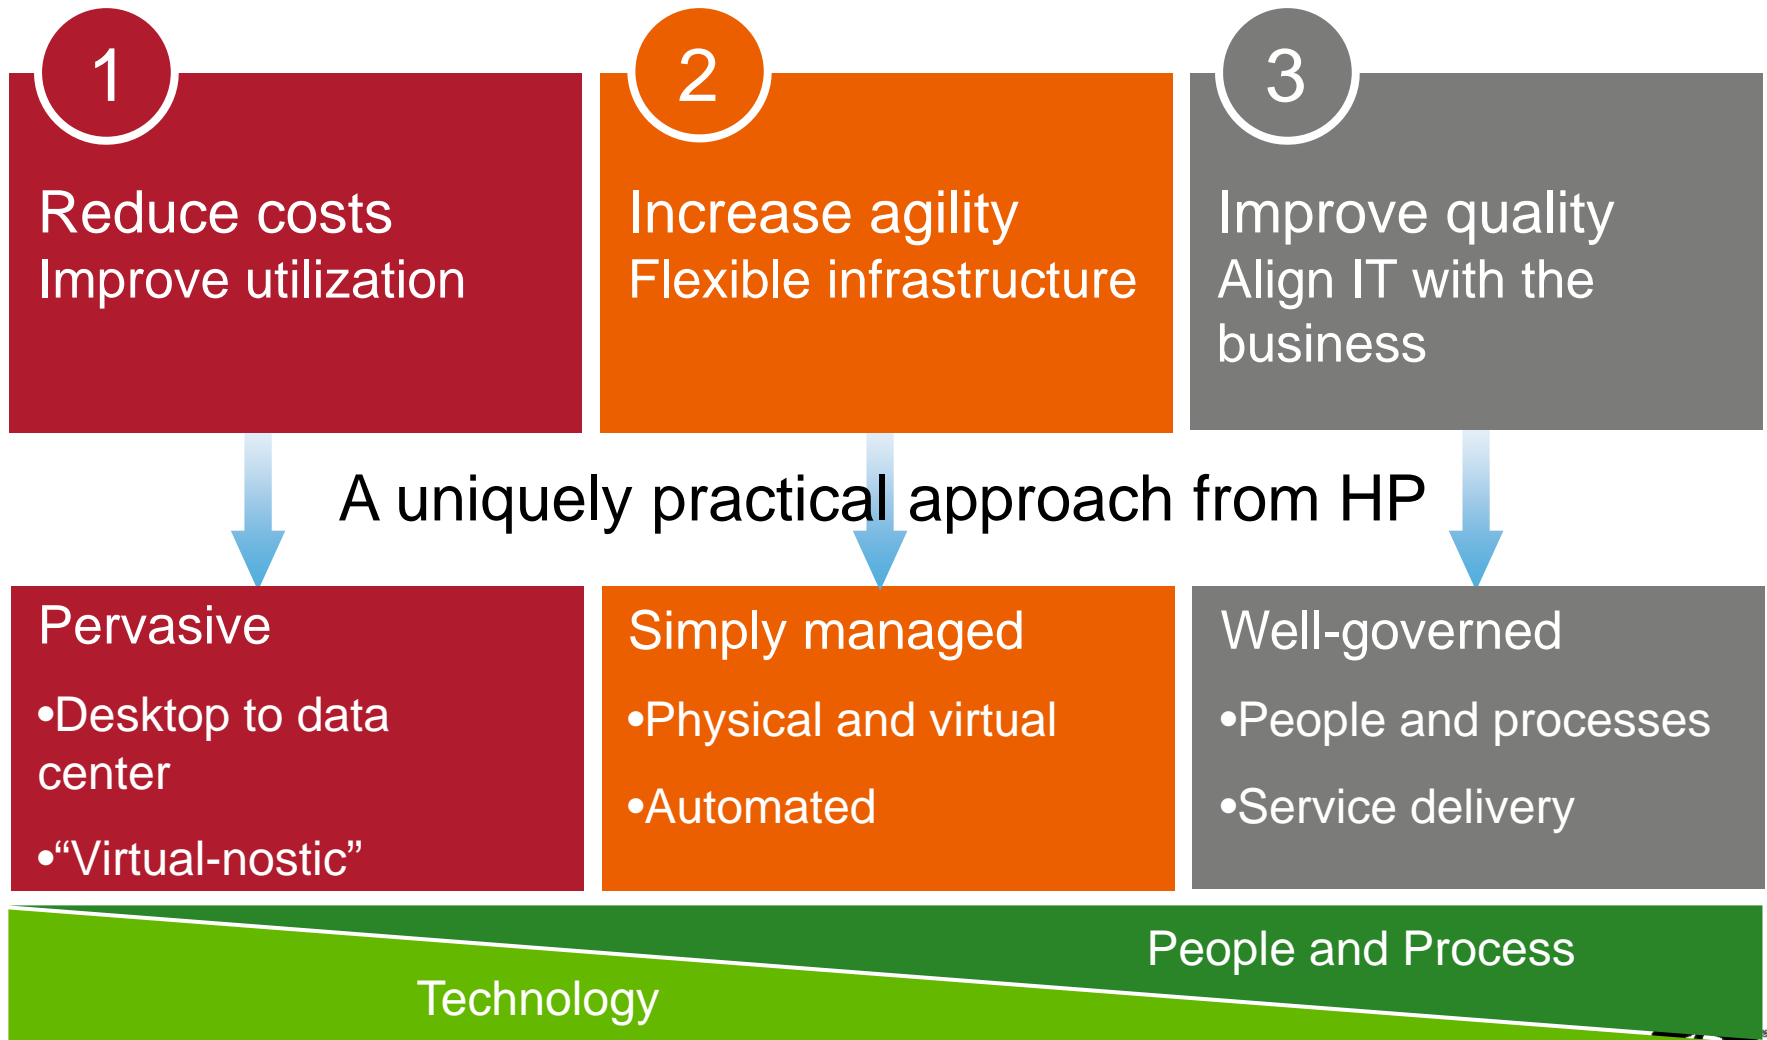 1
Reduce costs
Improve utilization
2
Increase agility
Flexible infrastructure
3
Improve quality
Align IT with the
business
A uniquely practical approach from HP
Pervasive
•Desktop to data
center
•“Virtual-nostic”
Simply managed
•Physical and virtual
•Automated
Well-governed
•People and processes
•Service delivery
People and Process
Technology